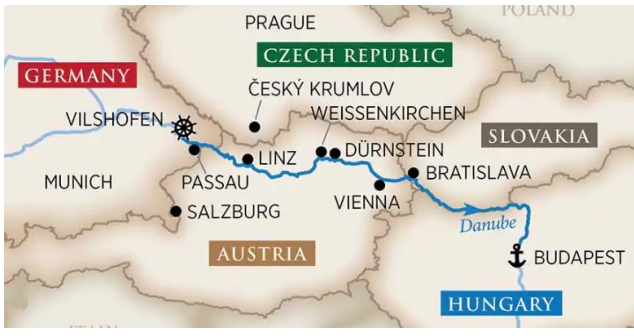 POLAND
PRAGUE
CZECH REPUBLIC
GERMANY
ČESKÝ KRUMLOV
VILSHOFEN
WEISSENKIRCHEN
SLOVAKIA
LINZ
DÜRNSTEIN
BRATISLAVA
MUNICH
PASSAU
VIENNA
SALZBURG
Danube
AUSTRIA
BUDAPEST
HUNGARY